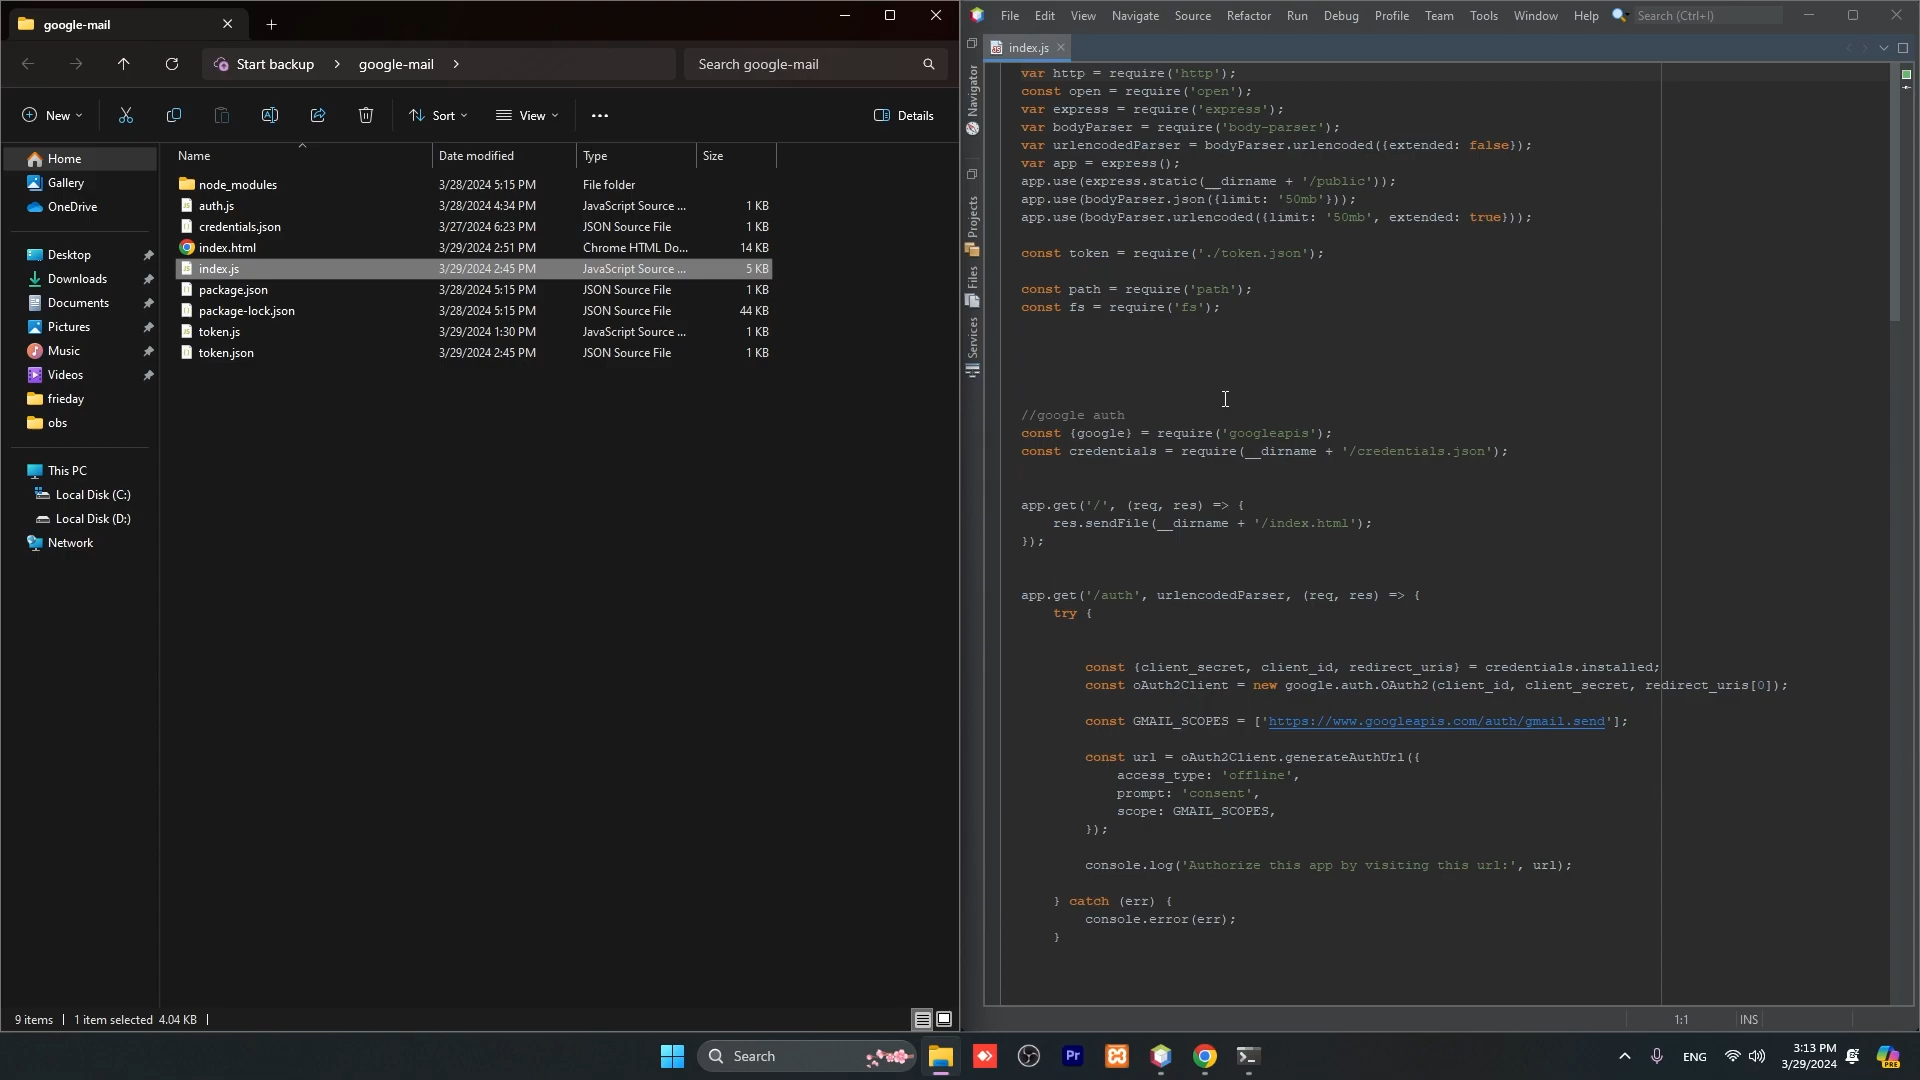 google-mail
Start backup
google-mail
Search google-mail
New
Sort
View
Details
Home
Gallery
OneDrive
Desktop
Downloads
Documents
Pictures
Music
Videos
frieday
obs
This PC
Local Disk (C:)
Local Disk (D:)
Network
Name Date modified Type Size
node_modules 3/28/2024 5:15 PM File folder
auth.js 3/28/2024 4:34 PM JavaScript Source ... 1 KB
credentials.json 3/27/2024 6:23 PM JSON Source File 1 KB
index.html 3/29/2024 2:51 PM Chrome HTML Do... 14 KB
index.js 3/29/2024 2:45 PM JavaScript Source ... 5 KB
package.json 3/28/2024 5:15 PM JSON Source File 1 KB
package-lock.json 3/28/2024 5:15 PM JSON Source File 44 KB
token.js 3/29/2024 1:30 PM JavaScript Source ... 1 KB
token.json 3/29/2024 2:45 PM JSON Source File 1 KB
9 items 1 item selected 4.04 KB
File Edit View Navigate Source Refactor Run Debug Profile Team Tools Window Help Search (Ctrl+I)
index.js
Navigator
Projects
Files
Services
var http = require('http');
const open = require('open');
var express = require('express');
var bodyParser = require('body-parser');
var urlencodedParser = bodyParser.urlencoded({extended: false});
var app = express();
app.use(express.static(__dirname + '/public'));
app.use(bodyParser.json({limit: '50mb'}));
app.use(bodyParser.urlencoded({limit: '50mb', extended: true}));
const token = require('./token.json');
const path = require('path');
const fs = require('fs');
//google auth
const {google} = require('googleapis');
const credentials = require(__dirname + '/credentials.json');
app.get('/', (req, res) => {
res.sendFile(__dirname + '/index.html');
});
app.get('/auth', urlencodedParser, (req, res) => {
try {
const {client_secret, client_id, redirect_uris} = credentials.installed;
const oAuth2Client = new google.auth.OAuth2(client_id, client_secret, redirect_uris[0]);
const GMAIL_SCOPES = ['https://www.googleapis.com/auth/gmail.send'];
const url = oAuth2Client.generateAuthUrl({
access_type: 'offline',
prompt: 'consent',
scope: GMAIL_SCOPES,
});
console.log('Authorize this app by visiting this url:', url);
} catch (err) {
console.error(err);
}
1:1 INS
Search
Pr
ENG
3:13 PM
3/29/2024
PRE